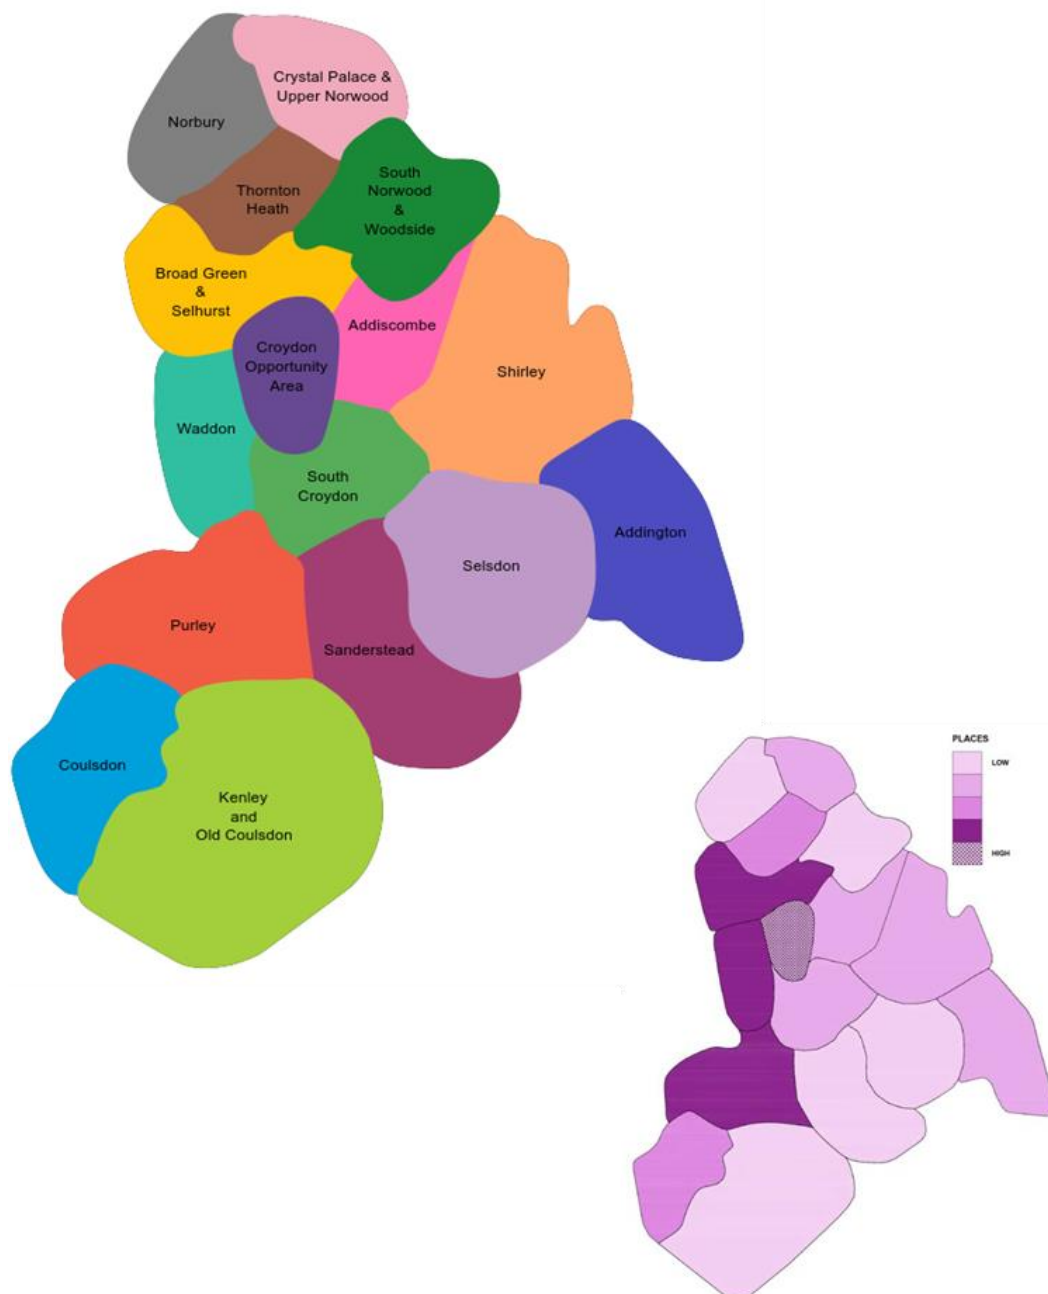 Crystal Palace &
Upper Norwood
Norbury
South
Norwood
&
Woodside
Thornton
Heath
Broad Green
&
Selhurst
Addiscombe
Croydon
Opportunity
Area
Shirley
Waddon
South
Croydon
Addington
Selsdon
Purley
Sanderstead
Coulsdon
Kenley
and
Old Coulsdon
PLACES
LOW
HIGH